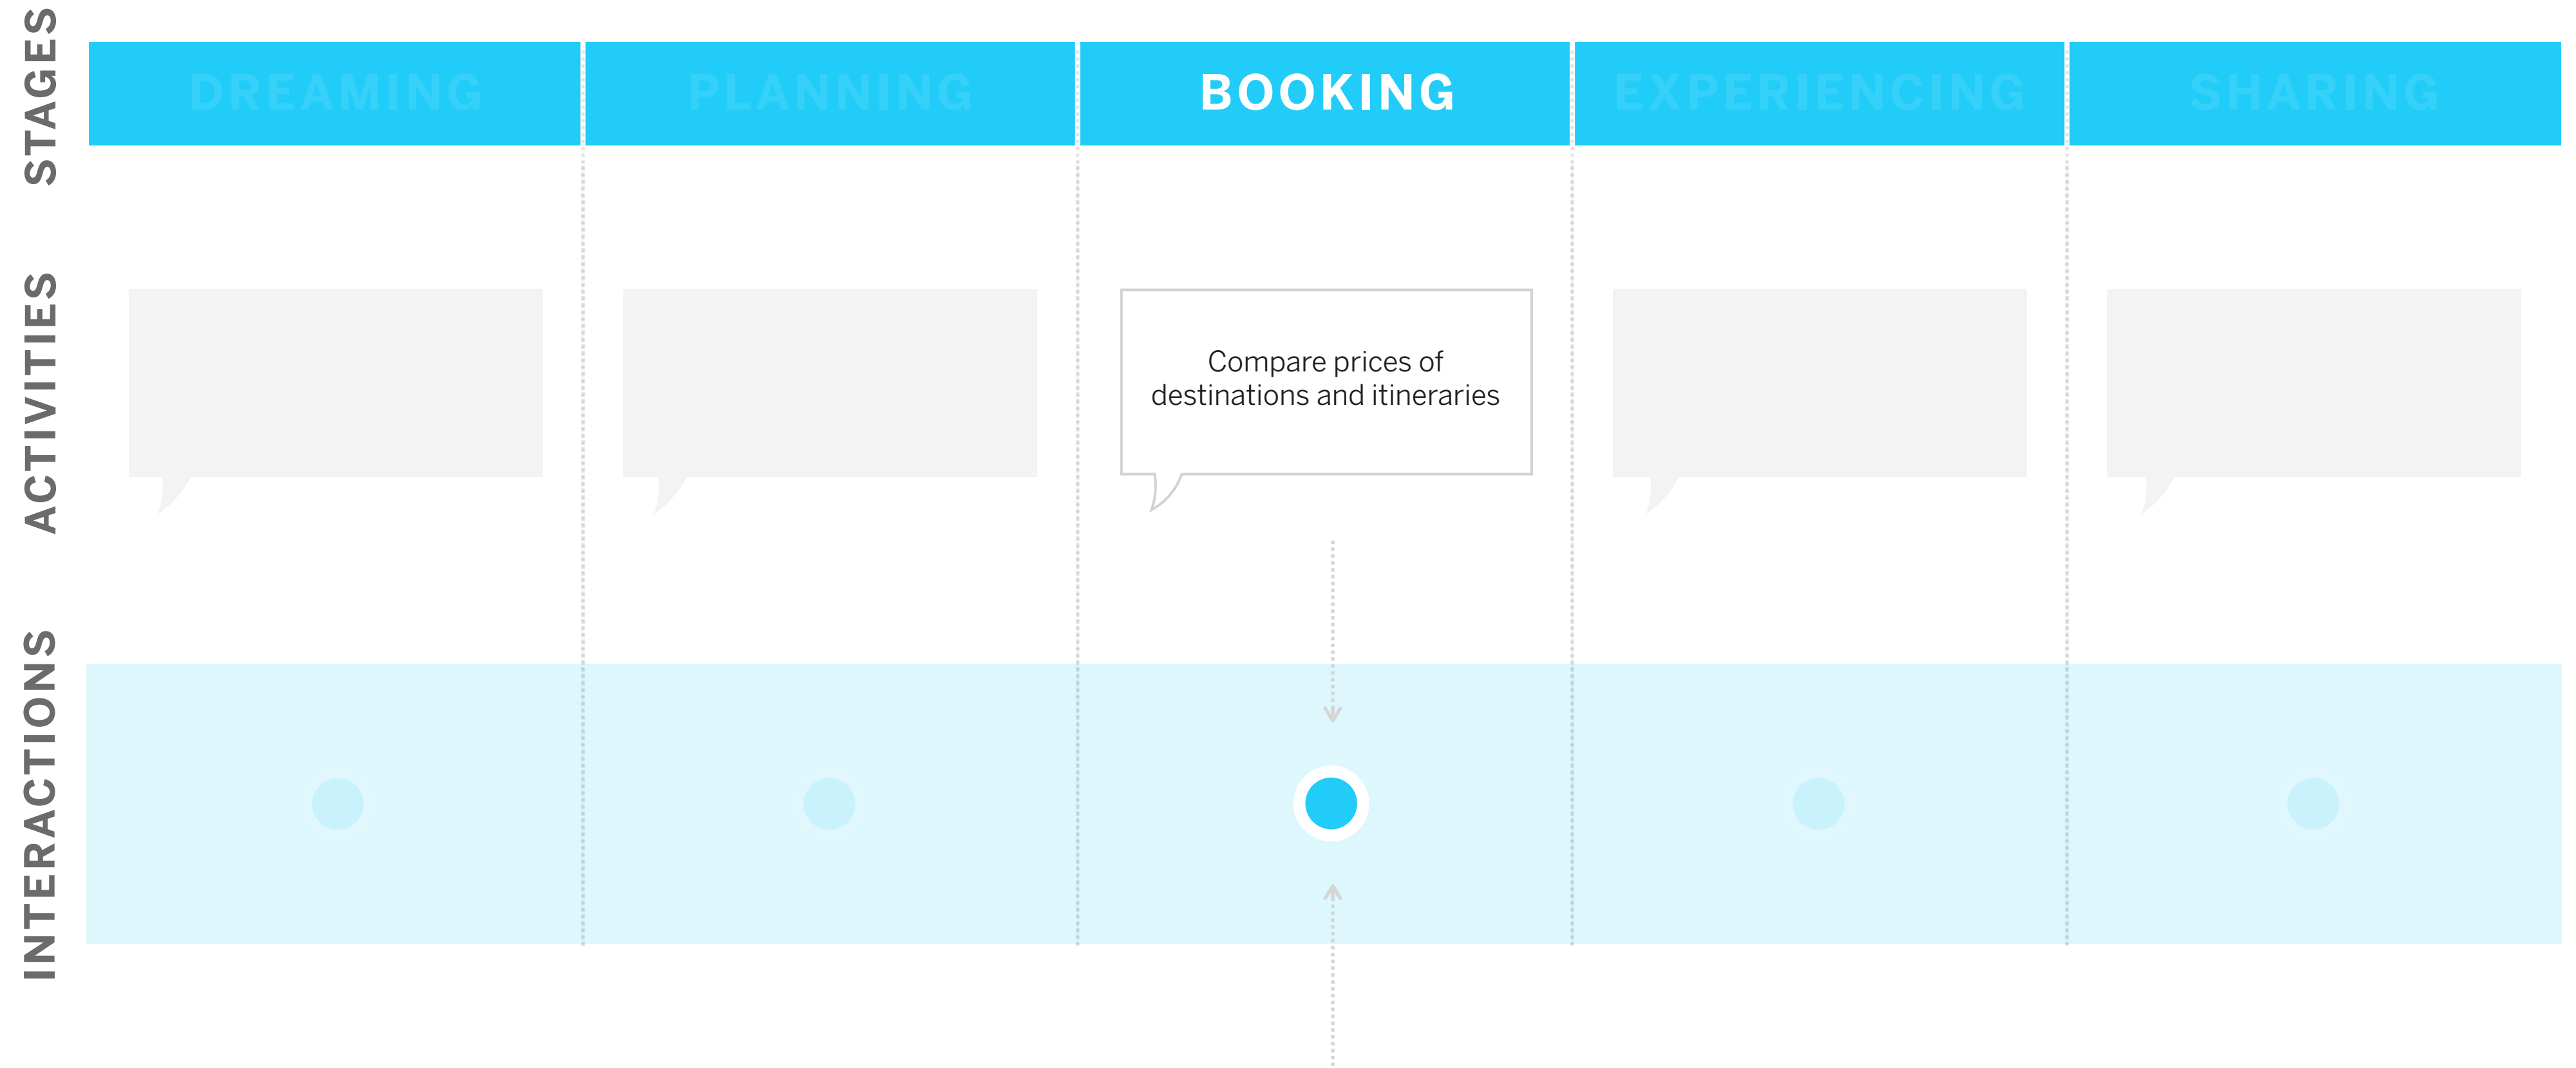 STAGES
DREAMING
PLANNING
BOOKING
EXPERIENCING
SHARING
ACTIVITIES
Compare prices of
destinations and itineraries
INTERACTIONS